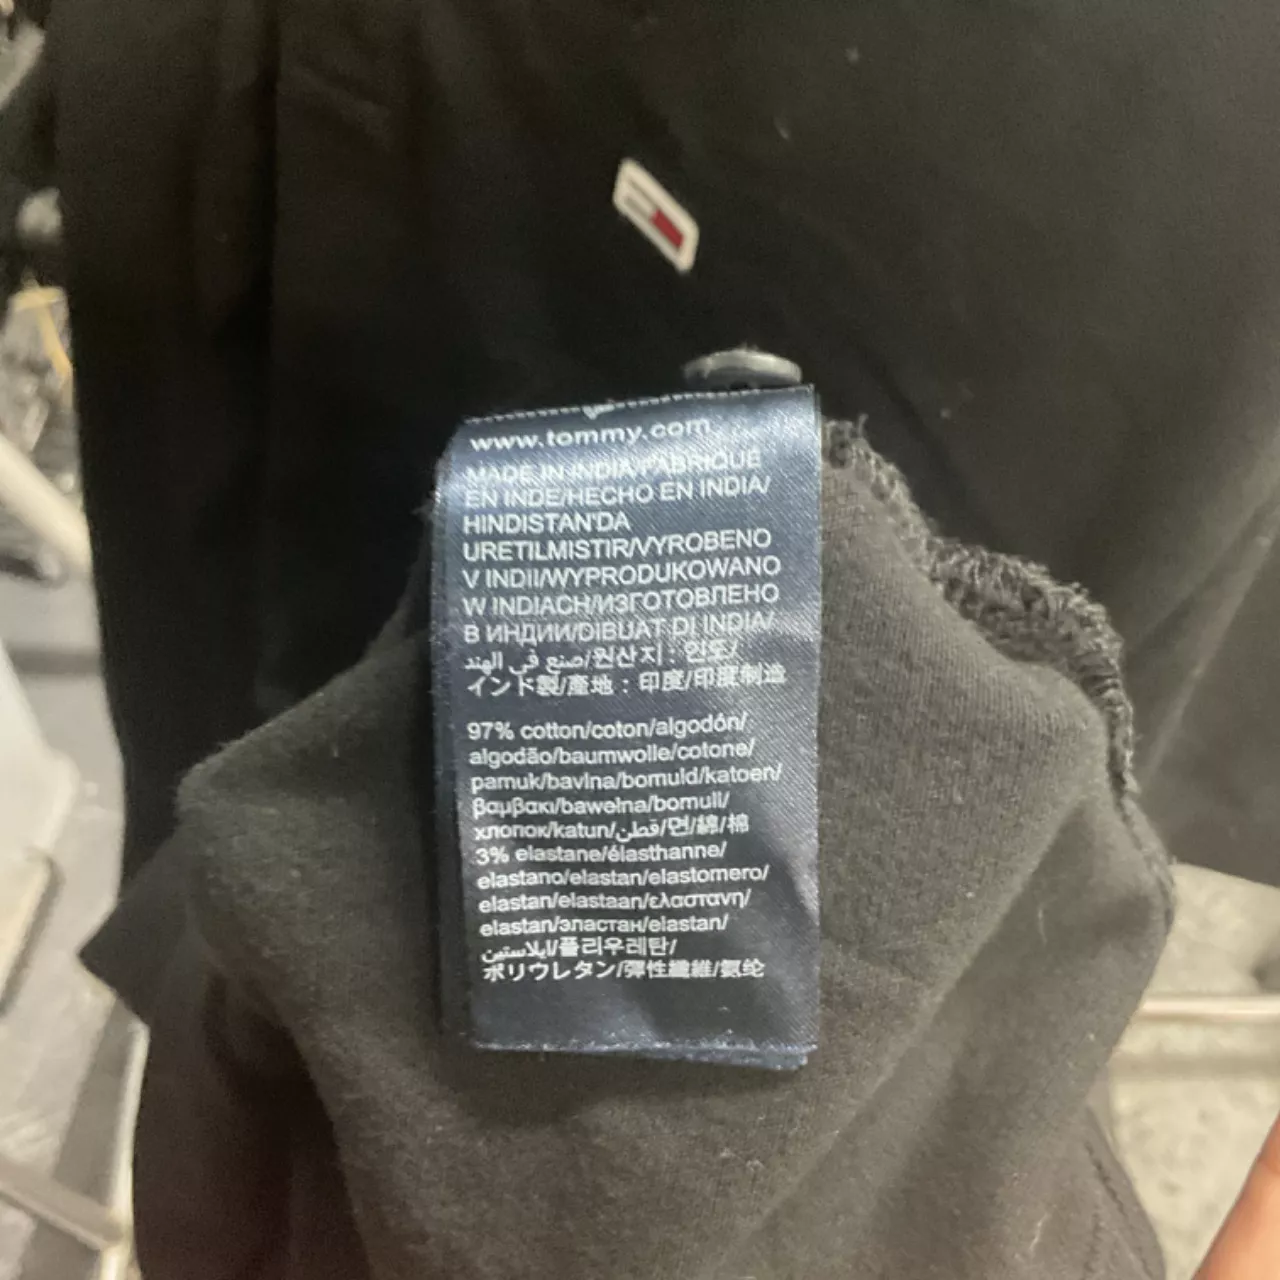 www.tommy.com
MADE IN INDIA/FABRIQUÉ
EN INDE/HECHO EN INDIA/
HINDISTAN'DA
URETILMISTIR/VYROBENO
V INDII/WYPRODUKOWANO
W INDIACH/ИЗГОТОВЛЕНО
В ИНДИИ/DIBUAT DI INDIA/
صنع في الهند/원산지 : 인도/
インド製/產地 : 印度/印度制造
97% cotton/coton/algodón/
algodão/baumwolle/cotone/
pamuk/bavlna/bomuld/katoen/
βαμβακι/bawełna/bomull/
хлопок/katun/قطن/면/綿/棉
3% elastane/élasthanne/
elastano/elastan/elastomero/
elastan/elastaan/ελαστανη/
elastan/эластан/elastan/
ايلاستين/폴리우레탄/
ポリウレタン/彈性纖維/氨纶